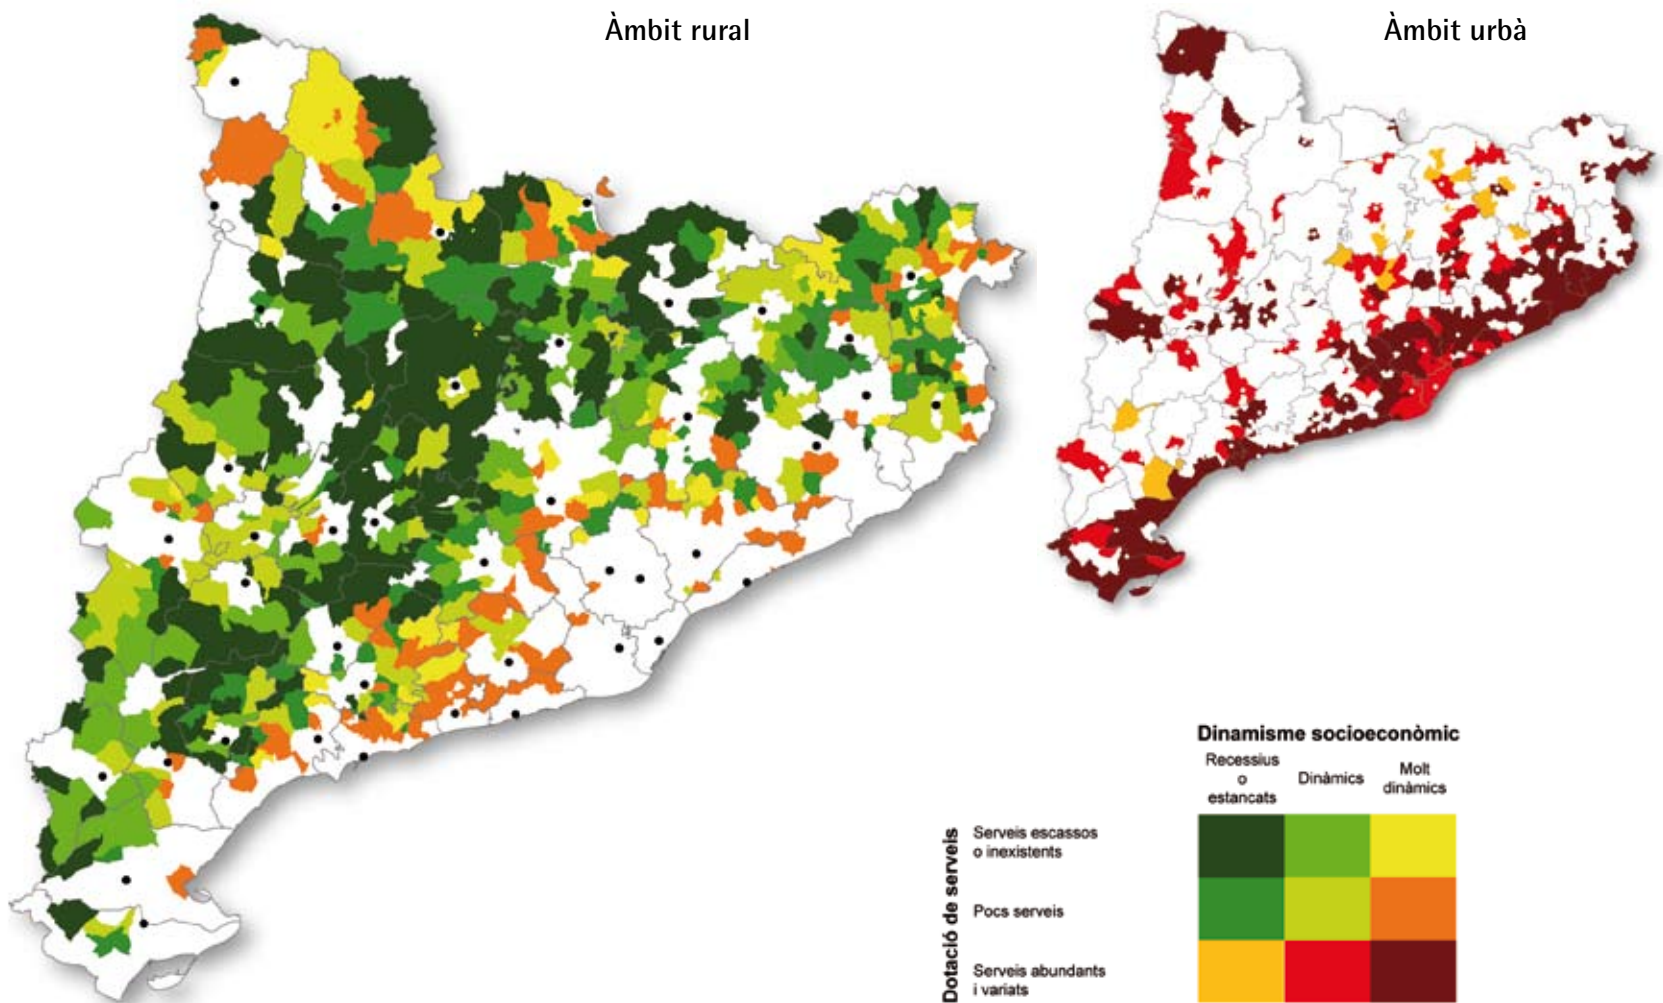 Àmbit rural
Àmbit urbà
Dinamisme socioeconòmic
Recessius
o
estancats
Dinàmics
Molt
dinàmics
Dotació de serveis
Serveis escassos
o inexistents
Pocs serveis
Serveis abundants
i variats